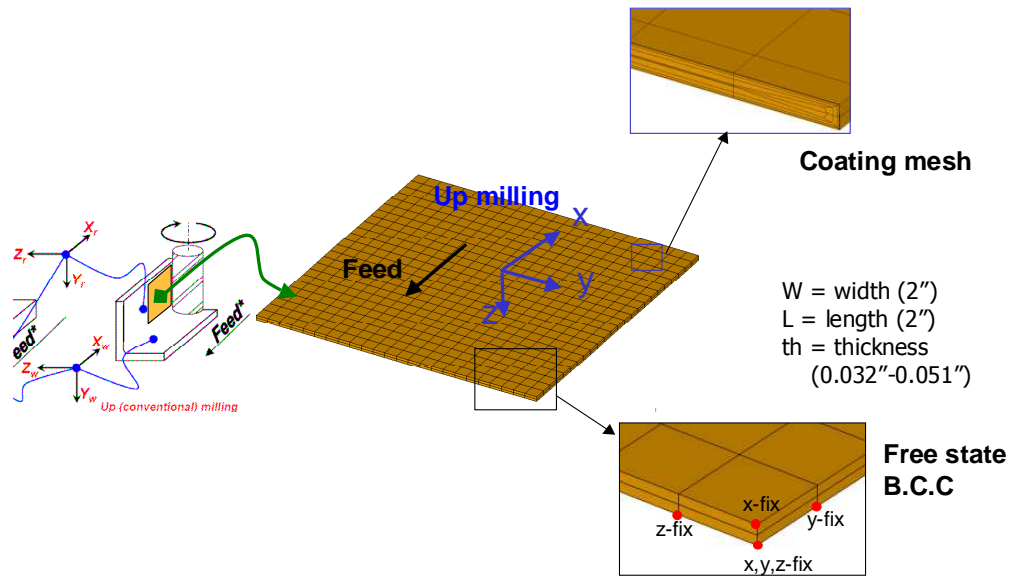 Coating mesh
Up milling
x
y
z
Feed
X_r
Z_r
Y_r
eed*
Feed*
X_w
Z_w
Y_w
Up (conventional) milling
W = width (2″)
L = length (2″)
th = thickness
(0.032″-0.051″)
Free state
B.C.C
x-fix
z-fix
y-fix
x,y,z-fix